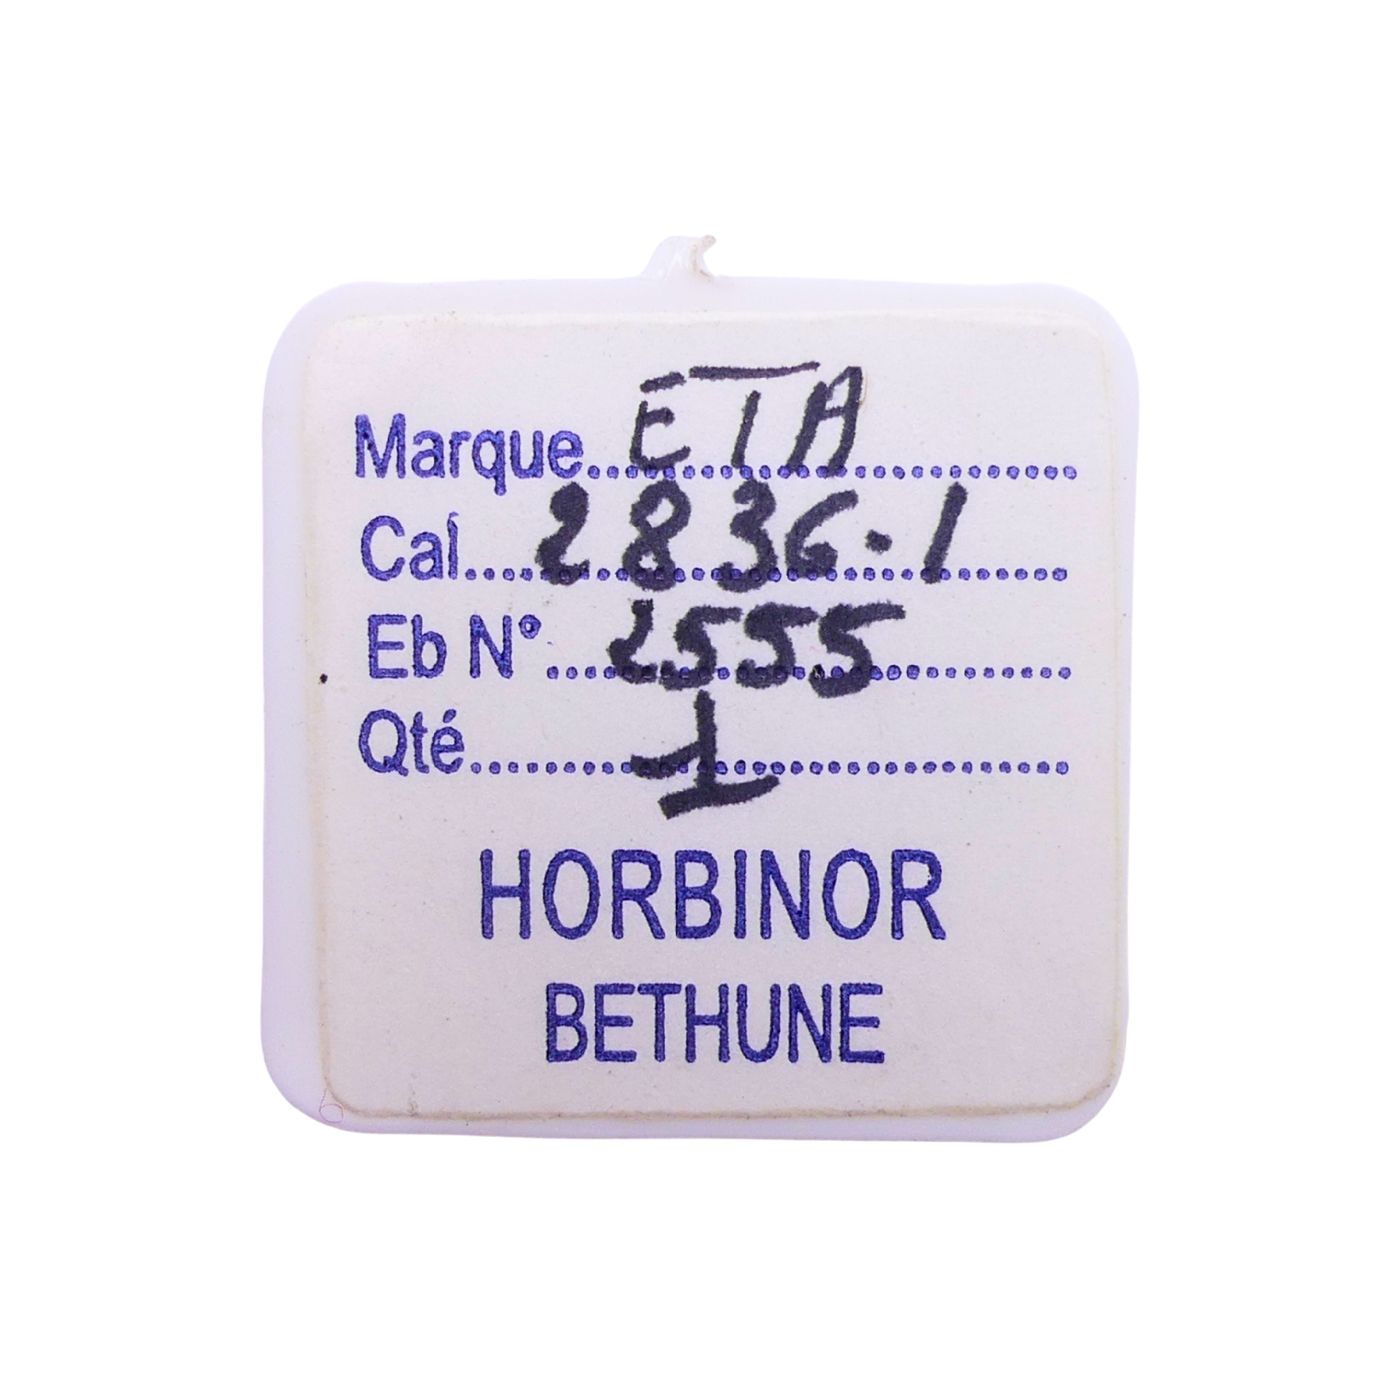 Marque..ETA..............
Cal....2836.1......
Eb N°....2555..........
Qté.........1...............
HORBINOR
BETHUNE